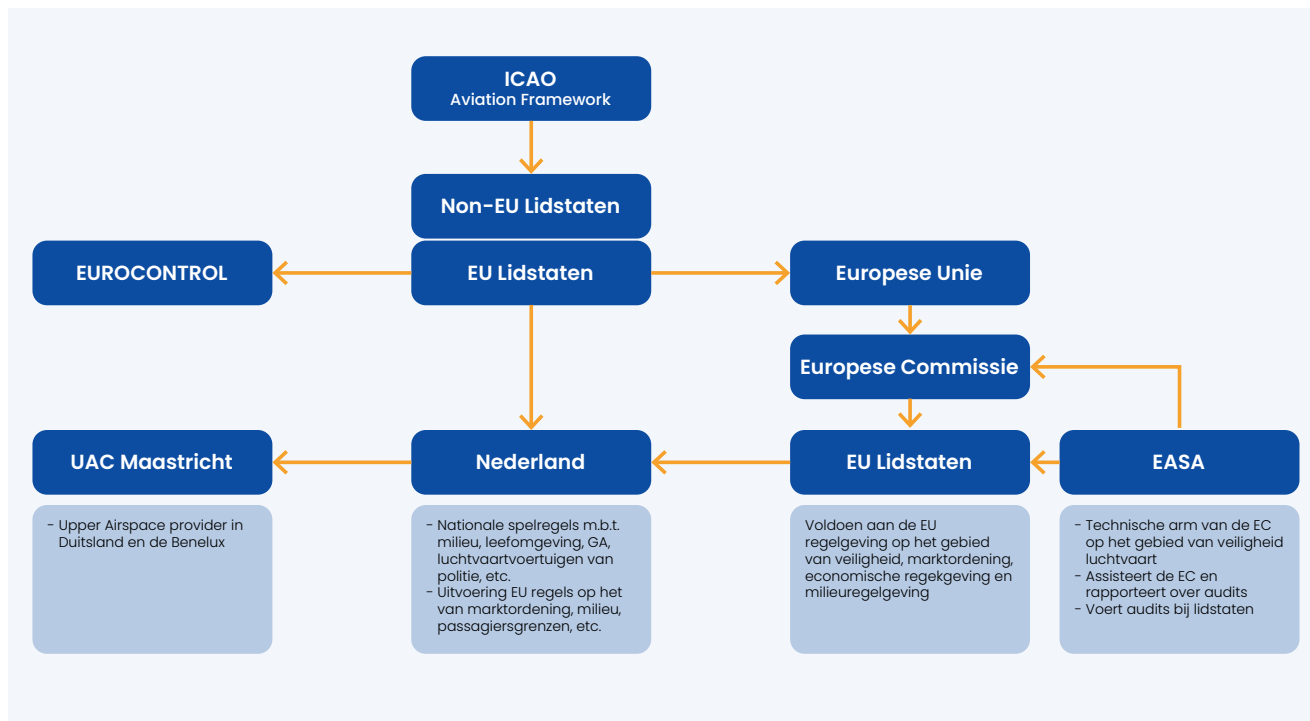 ICAO
Aviation Framework
Non-EU Lidstaten
EUROCONTROL
EU Lidstaten
Europese Unie
Europese Commissie
UAC Maastricht
Nederland
EU Lidstaten
EASA
- Upper Airspace provider in
Duitsland en de Benelux
- Nationale spelregels m.b.t.
milieu, leefomgeving, GA,
luchtvaartvoertuigen van
politie, etc.
- Uitvoering EU regels op het
van marktordening, milieu,
passagiersgrenzen, etc.
Voldoen aan de EU
regelgeving op het gebied
van veiligheid, marktordening,
economische regekgeving en
milieuregelgeving
- Technische arm van de EC
op het gebied van veiligheid
luchtvaart
- Assisteert de EC en
rapporteert over audits
- Voert audits bij lidstaten